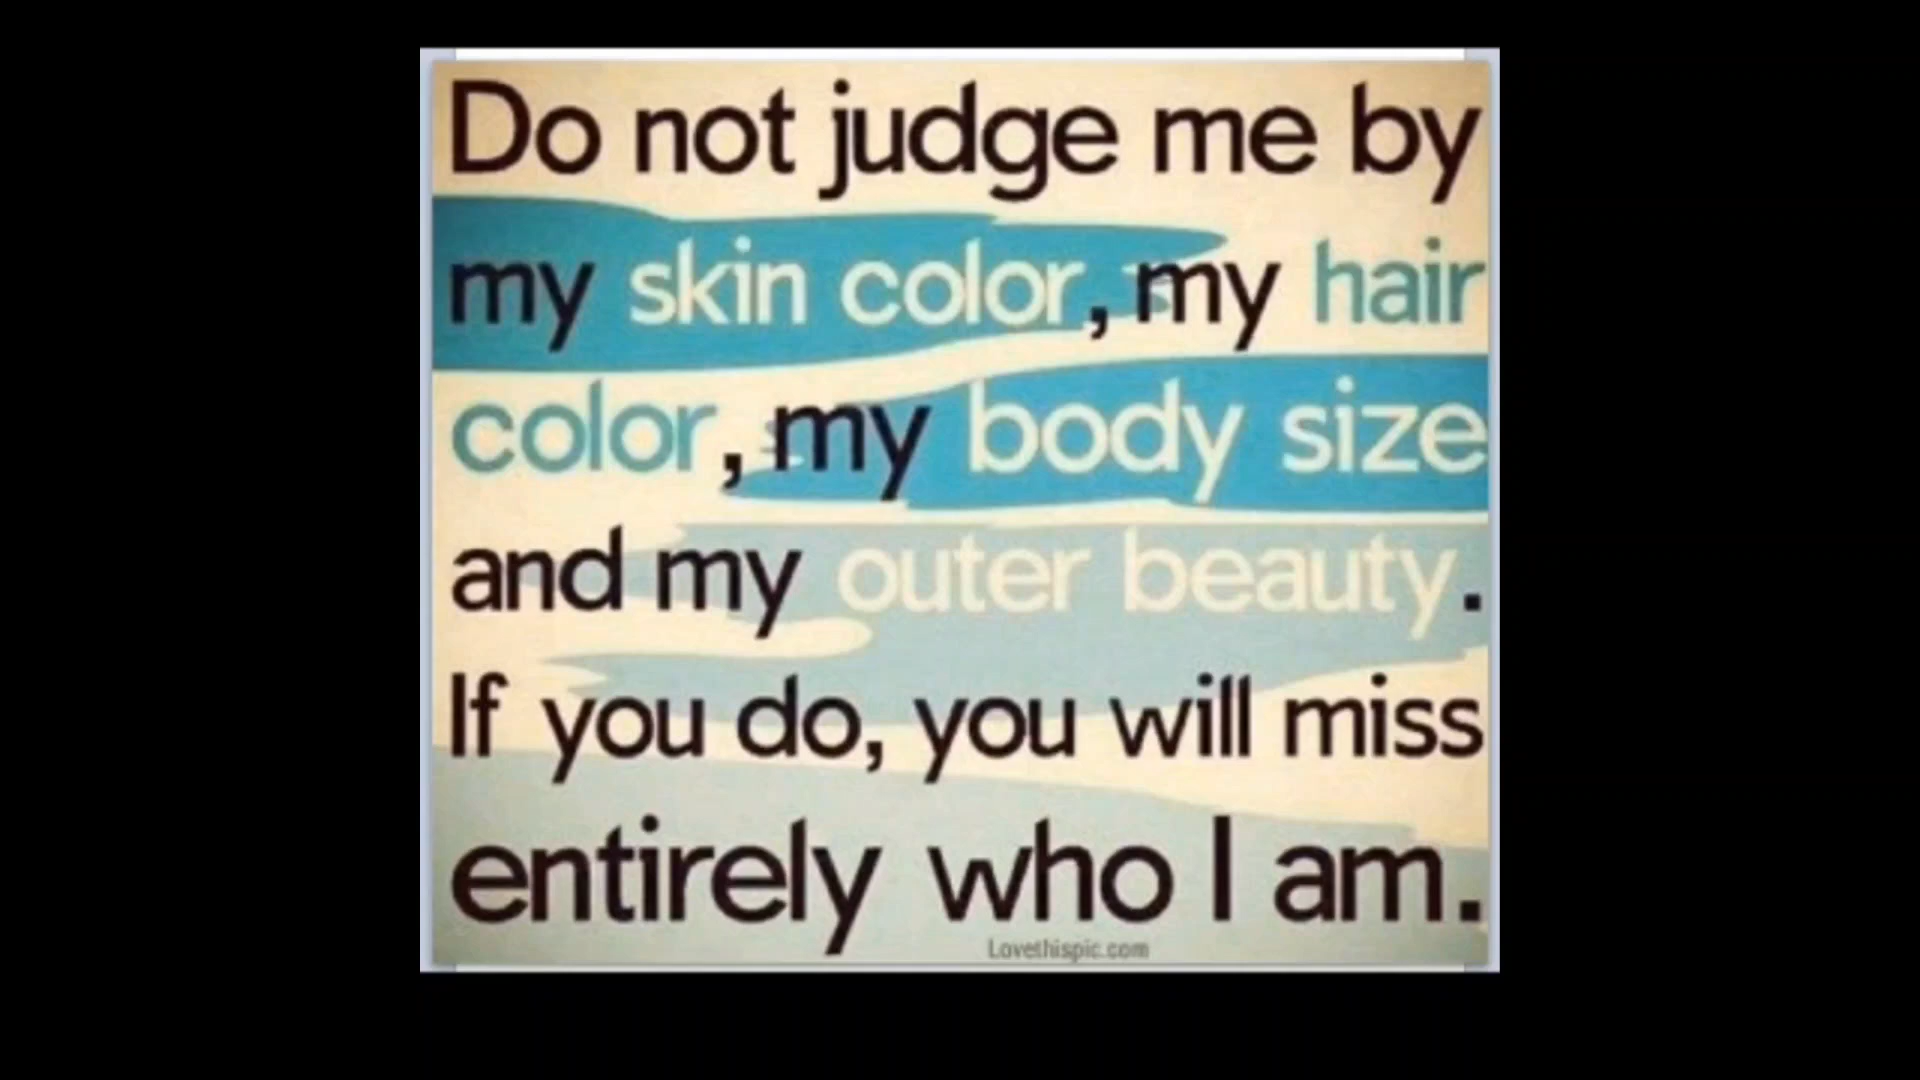 Do not judge me by
my skin color, my hair
color, my body size
and my outer beauty.
If you do, you will miss
entirely who I am.
Lovethispic.com